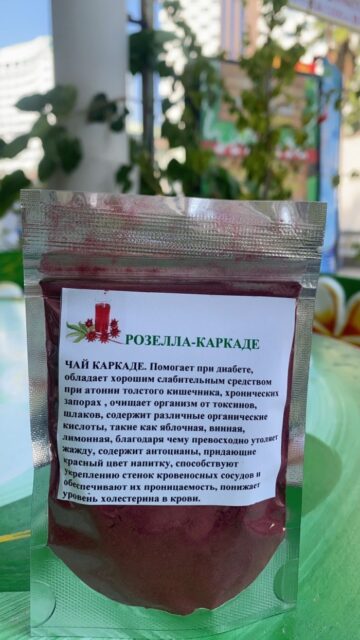 РОЗЕЛЛА-КАРКАДЕ
ЧАЙ КАРКАДЕ. Помогает при диабете,
обладает хорошим слабительным средством
при атонии толстого кишечника, хронических
запорах , очищает организм от токсинов,
шлаков, содержит различные органические
кислоты, такие как яблочная, винная,
лимонная, благодаря чему превосходно утоляет
жажду, содержит антоцианы, придающие
красный цвет напитку, способствуют
укреплению стенок кровеносных сосудов и
обеспечивают их проницаемость, понижает
уровень холестерина в крови.